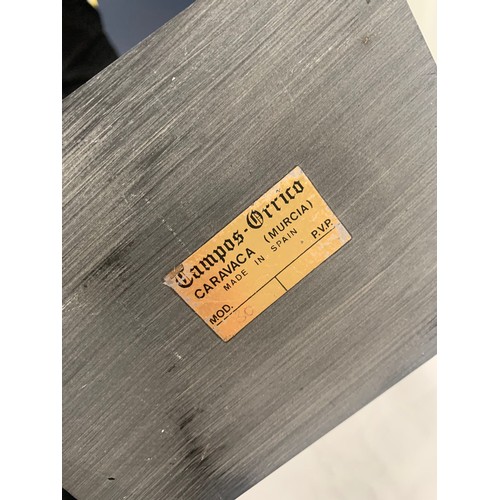 Campos-Orrico
CARAVACA (MURCIA)
MADE IN SPAIN
MOD. P.V.P.